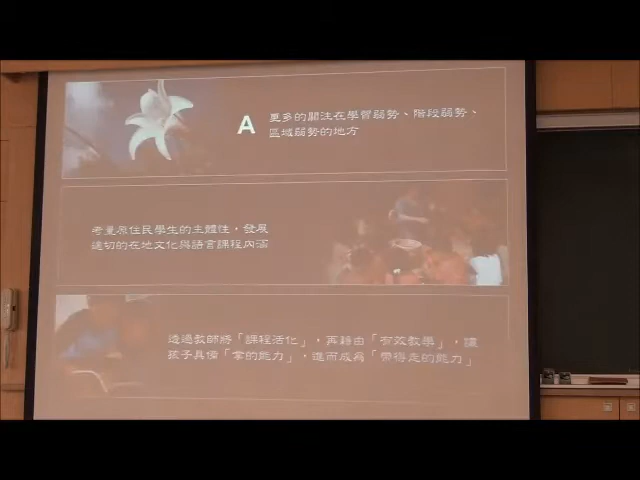 A
更多的關注在學習弱勢、階段弱勢、
區域弱勢的地方
考量原住民學生的主體性，發展
適切的在地文化與語言課程內涵
透過教師將「課程活化」，再藉由「有效教學」，讓
孩子具備「拿的能力」，進而成為「帶得走的能力」